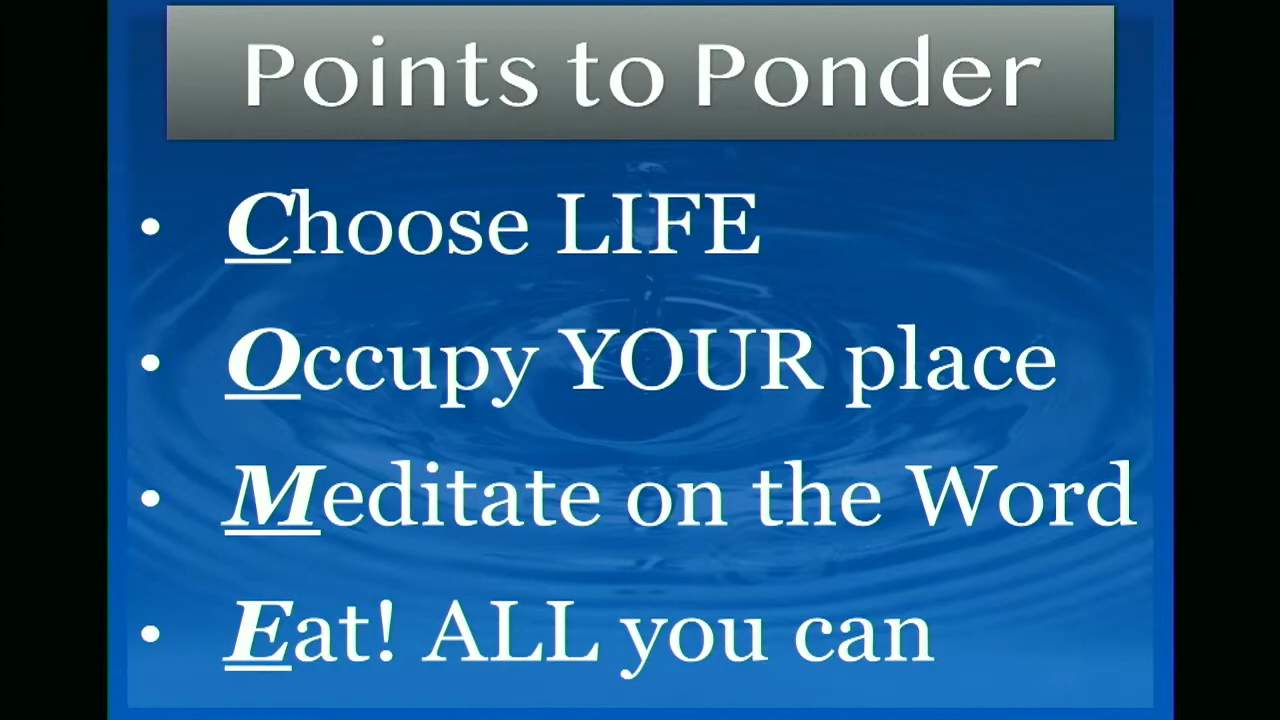 Points to Ponder
• Choose LIFE
• Occupy YOUR place
• Meditate on the Word
• Eat! ALL you can